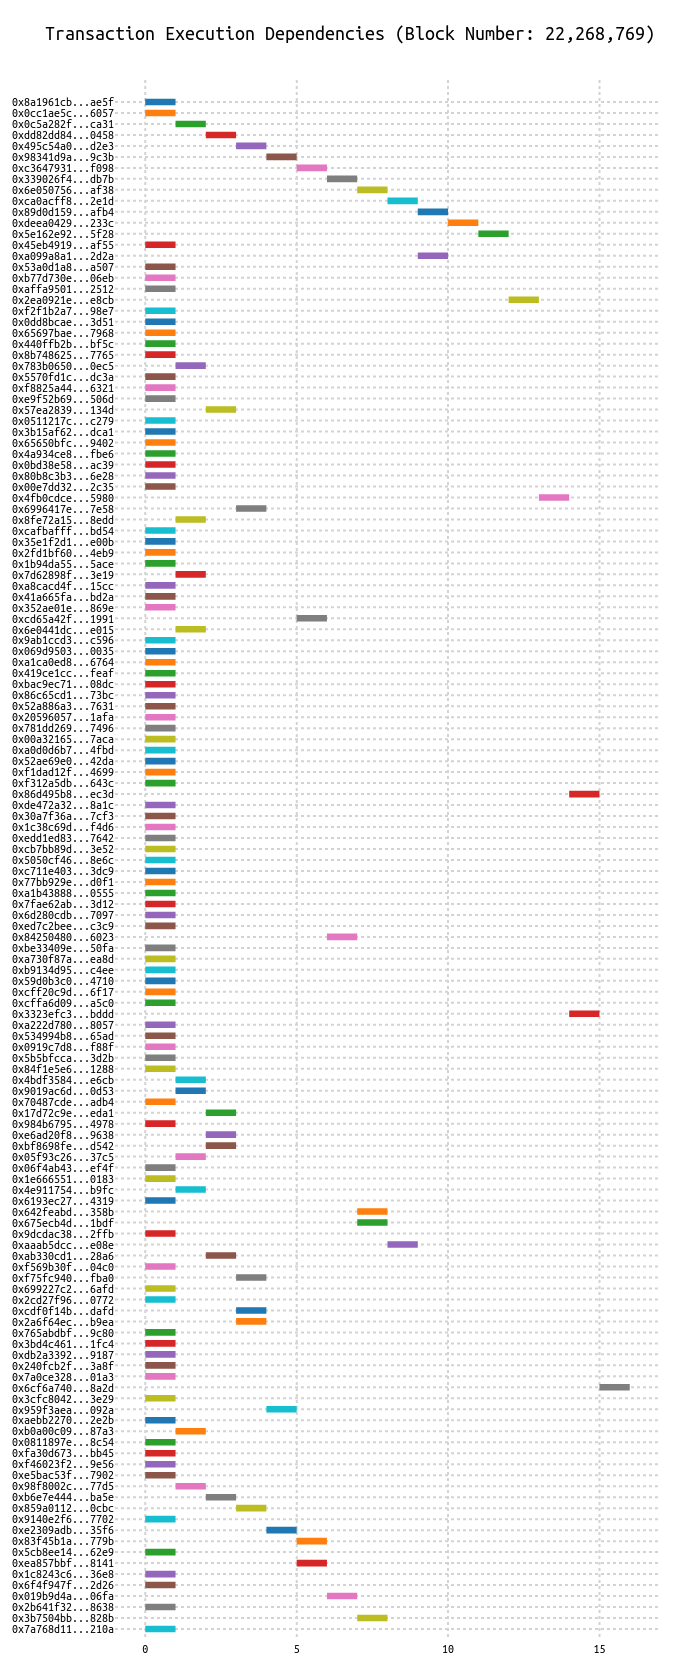 Transaction Execution Dependencies (Block Number: 22,268,769)
0x8a1961cb...ae5f
0x0cc1ae5c...6057
0x0c5a282f...ca31
0xdd82dd84...0458
0x495c54a0...d2e3
0x98341d9a...9c3b
0xc3647931...f098
0x339026f4...db7b
0x6e050756...af38
0xca0acff8...2e1d
0x89d0d159...afb4
0xdeea0429...233c
0x5e162e92...5f28
0x45eb4919...af55
0xa099a8a1...2d2a
0x53a0d1a8...a507
0xb77d730e...06eb
0xaffa9501...2512
0x2ea0921e...e8cb
0xf2f1b2a7...98e7
0x0dd8bcae...3d51
0x65697bae...7968
0x440ffb2b...bf5c
0x8b748625...7765
0x783b0650...0ec5
0x5570fd1c...dc3a
0xf8825a44...6321
0xe9f52b69...506d
0x57ea2839...134d
0x0511217c...c279
0x3b15af62...dca1
0x65650bfc...9402
0x4a934ce8...fbe6
0x0bd38e58...ac39
0x80b8c3b3...6e28
0x00e7dd32...2c35
0x4fb0cdce...5980
0x6996417e...7e58
0x8fe72a15...8edd
0xcafbafff...bd54
0x35e1f2d1...e00b
0x2fd1bf60...4eb9
0x1b94da55...5ace
0x7d62898f...3e19
0xa8cacd4f...15cc
0x41a665fa...bd2a
0x352ae01e...869e
0xcd65a42f...1991
0x6e0441dc...e015
0x9ab1ccd3...c596
0x069d9503...0035
0xa1ca0ed8...6764
0x419ce1cc...feaf
0xbac9ec71...08dc
0x86c65cd1...73bc
0x52a886a3...7631
0x20596057...1afa
0x781dd269...7496
0x00a32165...7aca
0xa0d0d6b7...4fbd
0x52ae69e0...42da
0xf1dad12f...4699
0xf312a5db...643c
0x86d495b8...ec3d
0xde472a32...8a1c
0x30a7f36a...7cf3
0x1c38c69d...f4d6
0xedd1ed83...7642
0xcb7bb89d...3e52
0x5050cf46...8e6c
0xc711e403...3dc9
0x77bb929e...d0f1
0xa1b43888...0555
0x7fae62ab...3d12
0x6d280cdb...7097
0xed7c2bee...c3c9
0x84250480...6023
0xbe33409e...50fa
0xa730f87a...ea8d
0xb9134d95...c4ee
0x59d0b3c0...4710
0xcff20c9d...6f17
0xcffa6d09...a5c0
0x3323efc3...bddd
0xa222d780...8057
0x534994b8...65ad
0x0919c7d8...f88f
0x5b5bfcca...3d2b
0x84f1e5e6...1288
0x4bdf3584...e6cb
0x9019ac6d...0d53
0x70487cde...adb4
0x17d72c9e...eda1
0x984b6795...4978
0xe6ad20f8...9638
0xbf8698fe...d542
0x05f93c26...37c5
0x06f4ab43...ef4f
0x1e666551...0183
0x4e911754...b9fc
0x6193ec27...4319
0x642feabd...358b
0x675ecb4d...1bdf
0x9dcdac38...2ffb
0xaaab5dcc...e08e
0xab330cd1...28a6
0xf569b30f...04c0
0xf75fc940...fba0
0x699227c2...6afd
0x2cd27f96...0772
0xcdf0f14b...dafd
0x2a6f64ec...b9ea
0x765abdbf...9c80
0x3bd4c461...1fc4
0xdb2a3392...9187
0x240fcb2f...3a8f
0x7a0ce328...01a3
0x6cf6a740...8a2d
0x3cfc8042...3e29
0x959f3aea...092a
0xaebb2270...2e2b
0xb0a00c09...87a3
0x0811897e...8c54
0xfa30d673...bb45
0xf46023f2...9e56
0xe5bac53f...7902
0x98f8002c...77d5
0xb6e7e444...ba5e
0x859a0112...0cbc
0x9140e2f6...7702
0xe2309adb...35f6
0x83f45b1a...779b
0x5cb8ee14...62e9
0xea857bbf...8141
0x1c8243c6...36e8
0x6f4f947f...2d26
0x019b9d4a...06fa
0x2b641f32...8638
0x3b7504bb...828b
0x7a768d11...210a
0 5 10 15